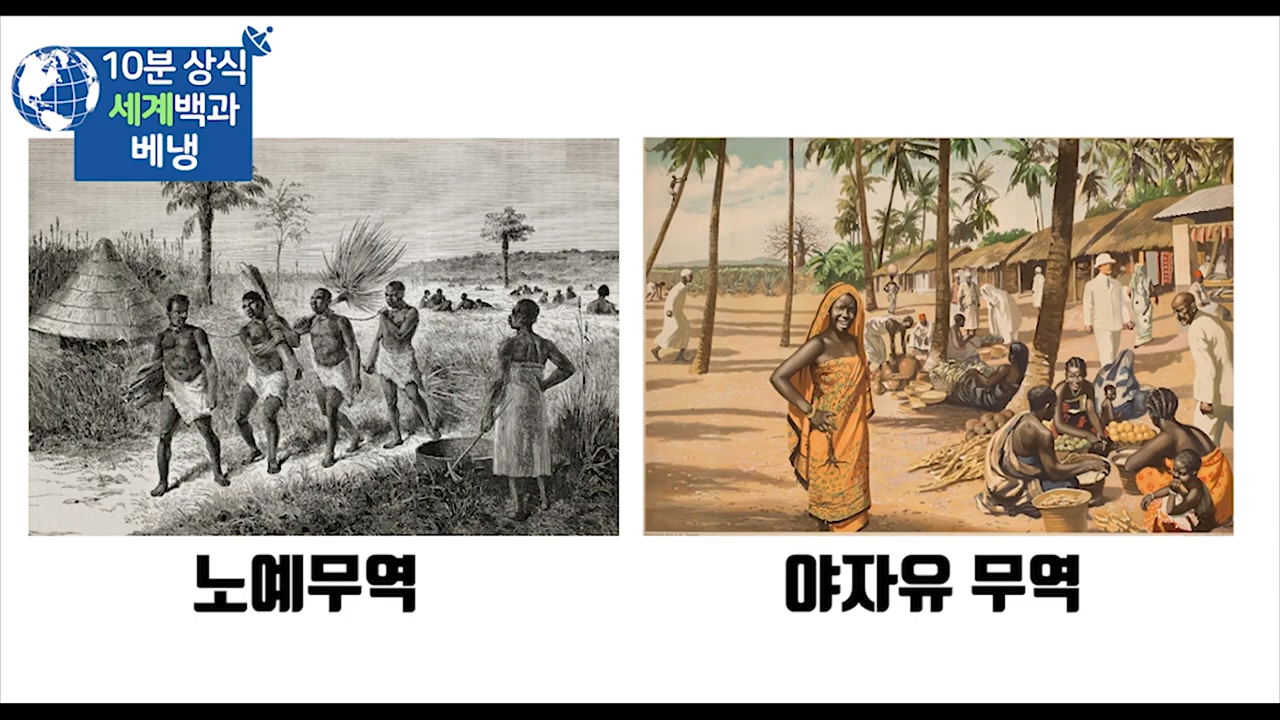 10분 상식
세계백과
베냉
노예무역
야자유 무역